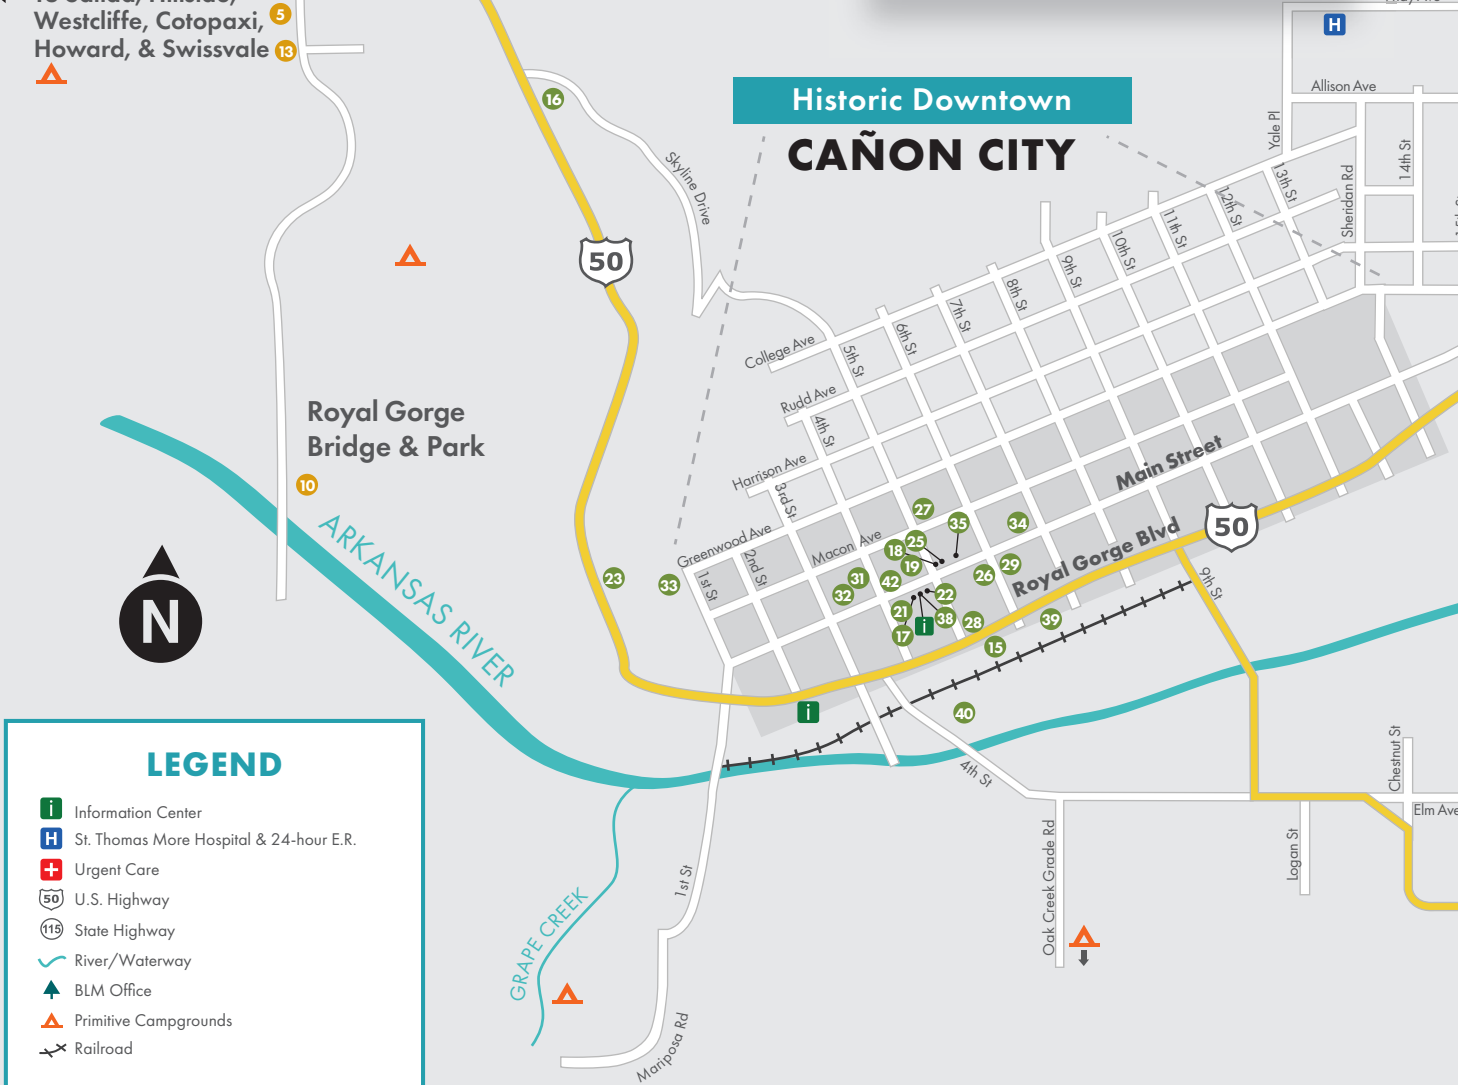 Westcliffe, Cotopaxi,
Howard, & Swissvale
5
13
16
Skyline Drive
50
Historic Downtown
CAÑON CITY
H
Allison Ave
Yale Pl
Sheridan Rd
14th St
13th St
12th St
11th St
10th St
9th St
8th St
7th St
6th St
5th St
4th St
3rd St
2nd St
1st St
College Ave
Rudd Ave
Harrison Ave
Greenwood Ave
Macon Ave
Main Street
Royal Gorge Blvd
50
9th St
Royal Gorge
Bridge & Park
10
ARKANSAS RIVER
N
23
33
27
35
34
18
25
19
31
32
42
26
29
22
21
38
28
17
i
39
15
40
i
4th St
1st St
GRAPE CREEK
Mariposa Rd
Oak Creek Grade Rd
Logan St
Chestnut St
Elm Ave
LEGEND
i Information Center
H St. Thomas More Hospital & 24-hour E.R.
Urgent Care
50 U.S. Highway
115 State Highway
River/Waterway
BLM Office
Primitive Campgrounds
Railroad